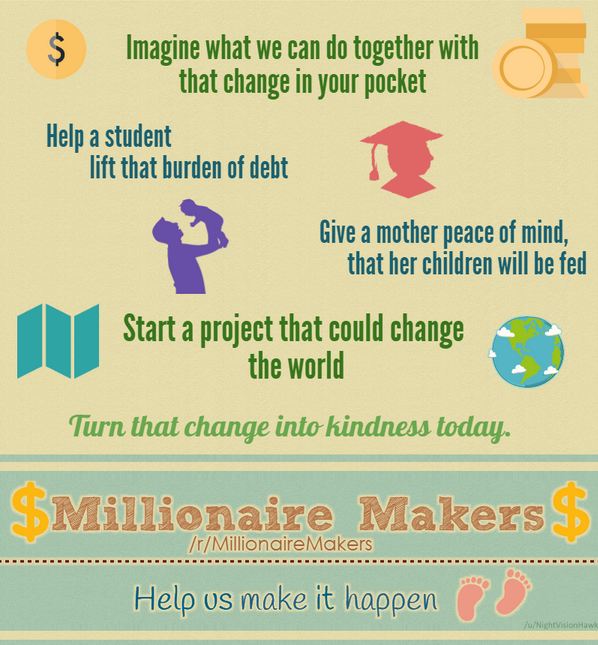 $
Imagine what we can do together with
that change in your pocket
Help a student
lift that burden of debt
Give a mother peace of mind,
that her children will be fed
Start a project that could change
the world
Turn that change into kindness today.
$Millionaire Makers$
/r/MillionaireMakers
Help us make it happen
/u/NightVisionHawk